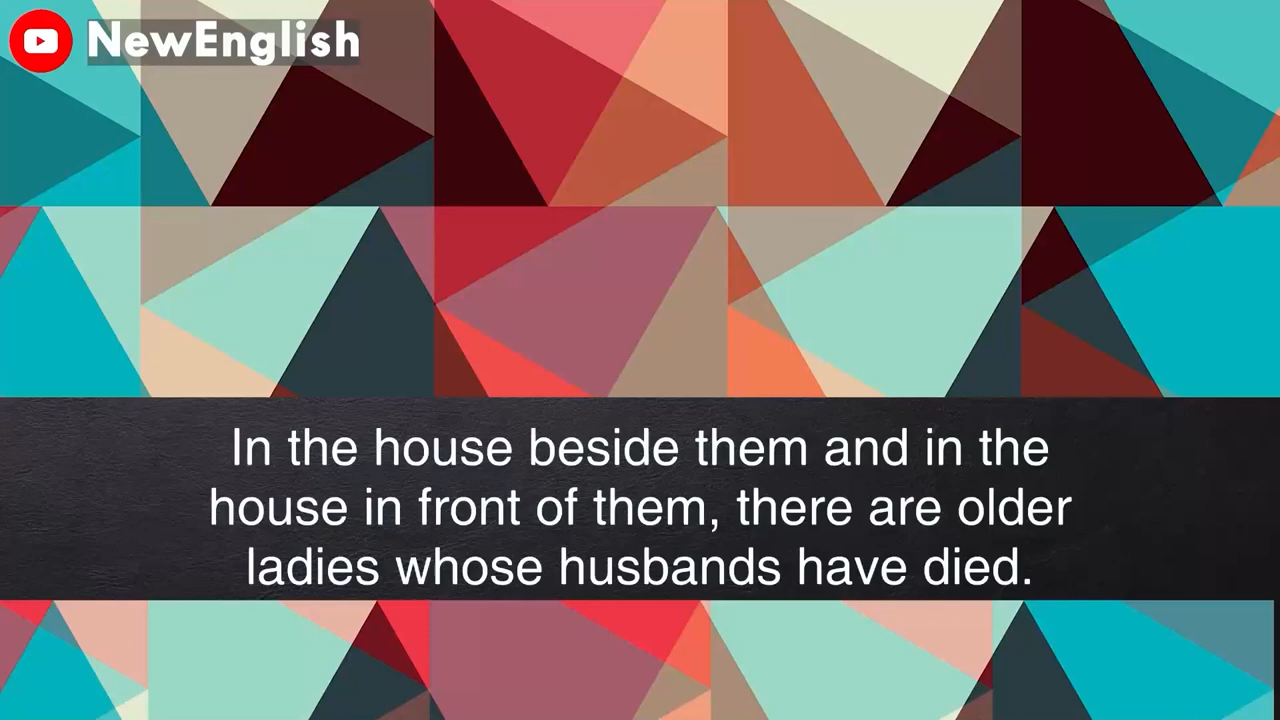 NewEnglish
In the house beside them and in the
house in front of them, there are older
ladies whose husbands have died.